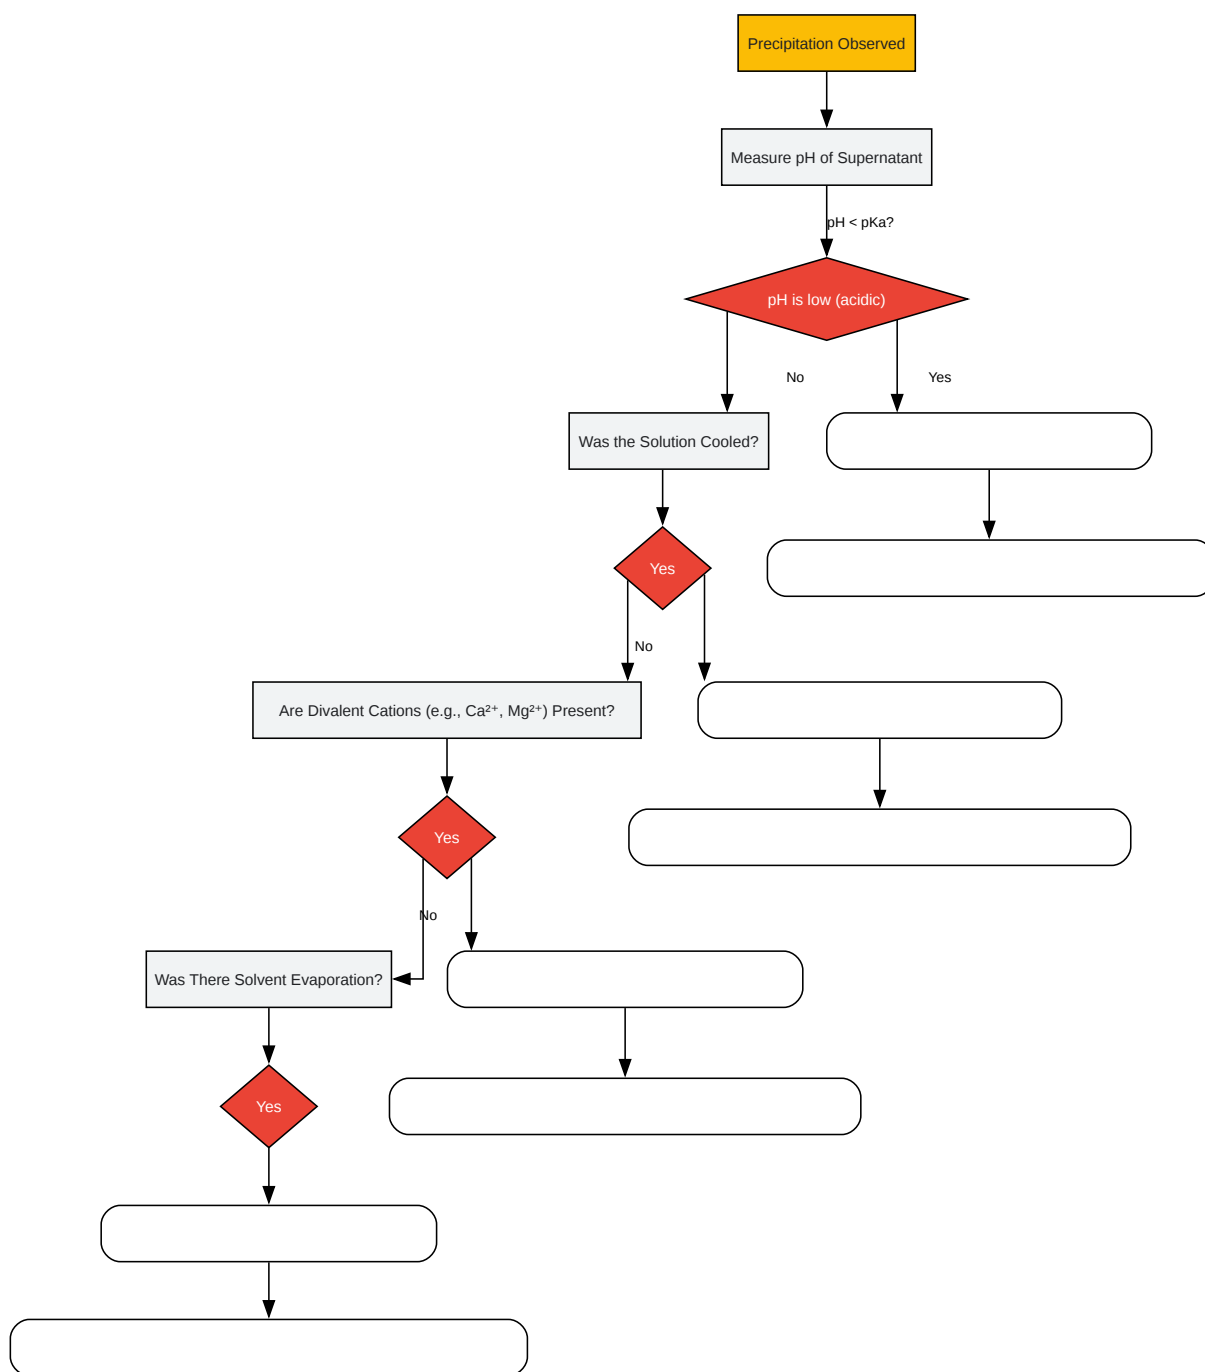 Precipitation Observed
Measure pH of Supernatant
pH < pKa?
pH is low (acidic)
No
Yes
Was the Solution Cooled?
Yes
No
Are Divalent Cations (e.g., Ca²⁺, Mg²⁺) Present?
Yes
No
Was There Solvent Evaporation?
Yes